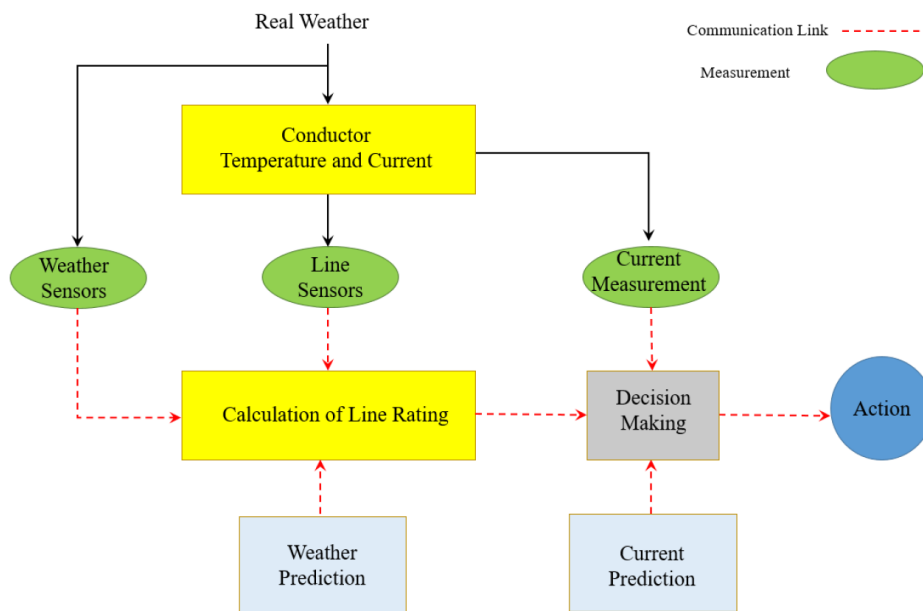 Real Weather
Communication Link
Measurement
Conductor
Temperature and Current
Weather
Sensors
Line
Sensors
Current
Measurement
Calculation of Line Rating
Decision
Making
Action
Weather
Prediction
Current
Prediction